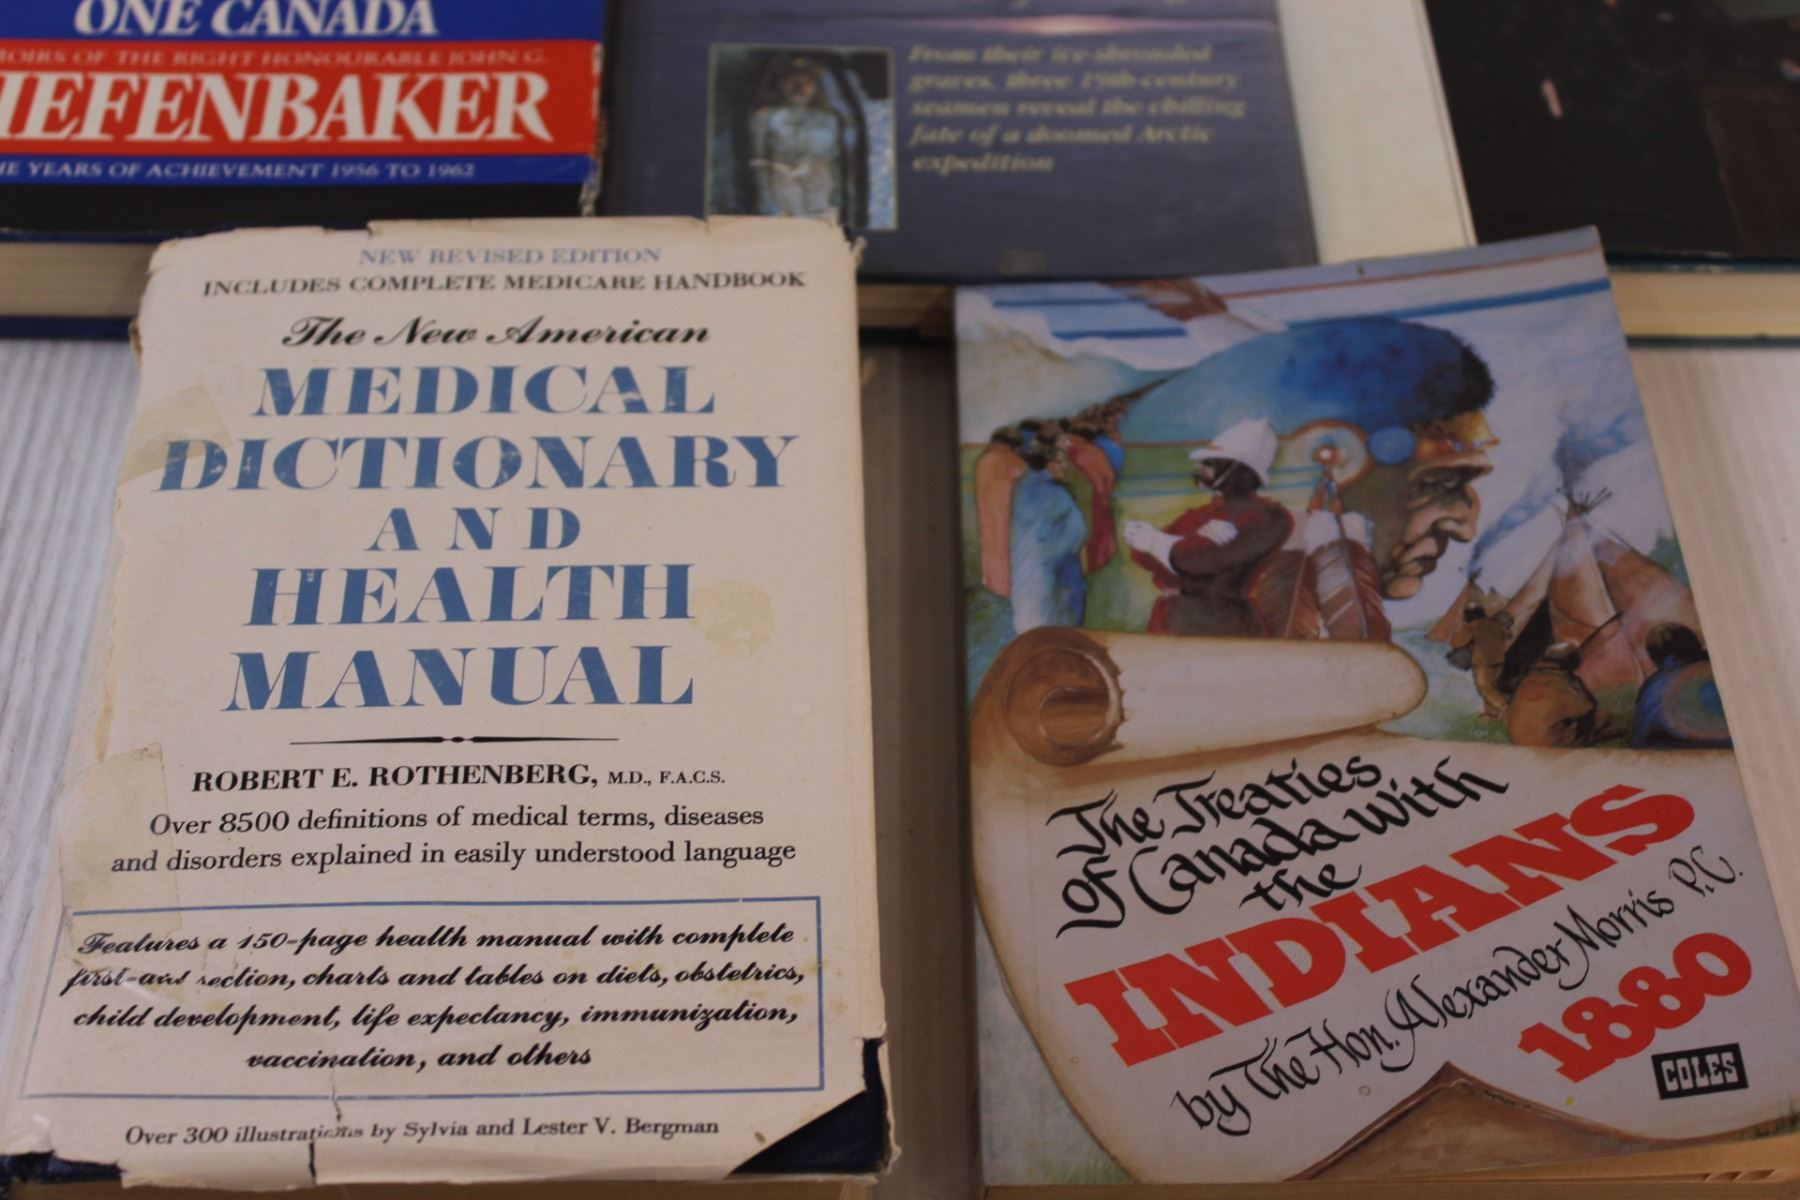 ONE CANADA
MOIRS OF THE RIGHT HONOURABLE JOHN G.
IEFENBAKER
HE YEARS OF ACHIEVEMENT 1956 TO 1962
From their ice-shrouded
graves, three 19th-century
seamen reveal the chilling
fate of a doomed Arctic
expedition
NEW REVISED EDITION
INCLUDES COMPLETE MEDICARE HANDBOOK
The New American
MEDICAL
DICTIONARY
AND
HEALTH
MANUAL
ROBERT E. ROTHENBERG, M.D., F.A.C.S.
Over 8500 definitions of medical terms, diseases
and disorders explained in easily understood language
Features a 150-page health manual with complete
first-aid section, charts and tables on diets, obstetrics,
child development, life expectancy, immunization,
vaccination, and others
Over 300 illustrations by Sylvia and Lester V. Bergman
The Treaties
of Canada with
the
INDIANS
by The Hon. Alexander Morris P.C.
1880
COLES